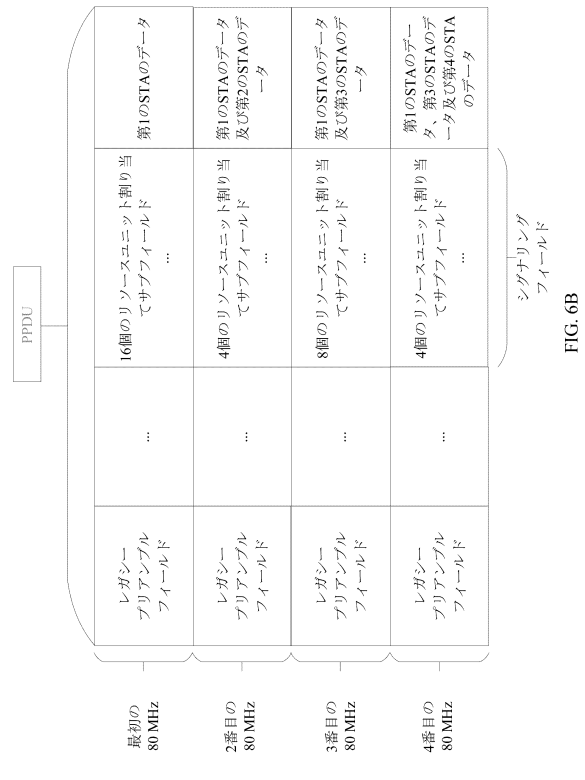 PPDU
最初の
80 MHz
レガシー
プリアンブル
フィールド
...
16個のリソースユニット割り当
てサブフィールド
...
第1のSTAのデータ
2番目の
80 MHz
レガシー
プリアンブル
フィールド
...
4個のリソースユニット割り当
てサブフィールド
...
第1のSTAのデータ
及び第2のSTAのデ
ータ
3番目の
80 MHz
レガシー
プリアンブル
フィールド
...
8個のリソースユニット割り当
てサブフィールド
...
第1のSTAのデータ
及び第3のSTAのデ
ータ
4番目の
80 MHz
レガシー
プリアンブル
フィールド
...
4個のリソースユニット割り当
てサブフィールド
...
第1のSTAのデー
タ、第3のSTAのデ
ータ及び第4のSTA
のデータ
シグナリング
フィールド
FIG. 6B